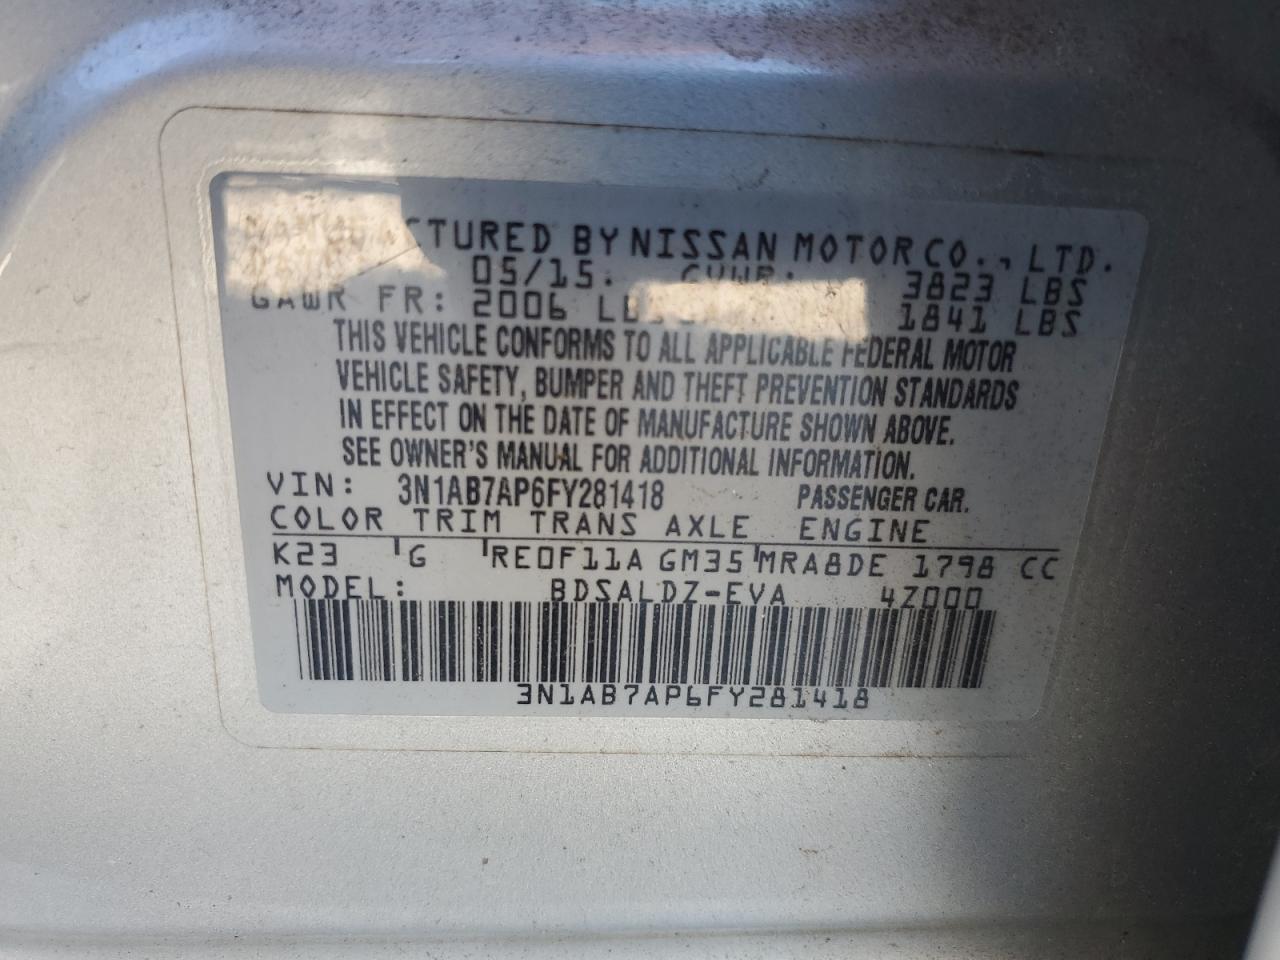 MANUFACTURED BY NISSAN MOTOR CO., LTD.
05/15. GVWR: 3823 LBS
GAWR FR: 2006 LBS 1841 LBS
THIS VEHICLE CONFORMS TO ALL APPLICABLE FEDERAL MOTOR
VEHICLE SAFETY, BUMPER AND THEFT PREVENTION STANDARDS
IN EFFECT ON THE DATE OF MANUFACTURE SHOWN ABOVE.
SEE OWNER'S MANUAL FOR ADDITIONAL INFORMATION.
VIN: 3N1AB7AP6FY281418 PASSENGER CAR.
COLOR TRIM TRANS AXLE ENGINE
K23 G RE0F11A GM35 MRA8DE 1798 CC
MODEL: BDSALDZ-EVA 4Z000
3N1AB7AP6FY281418